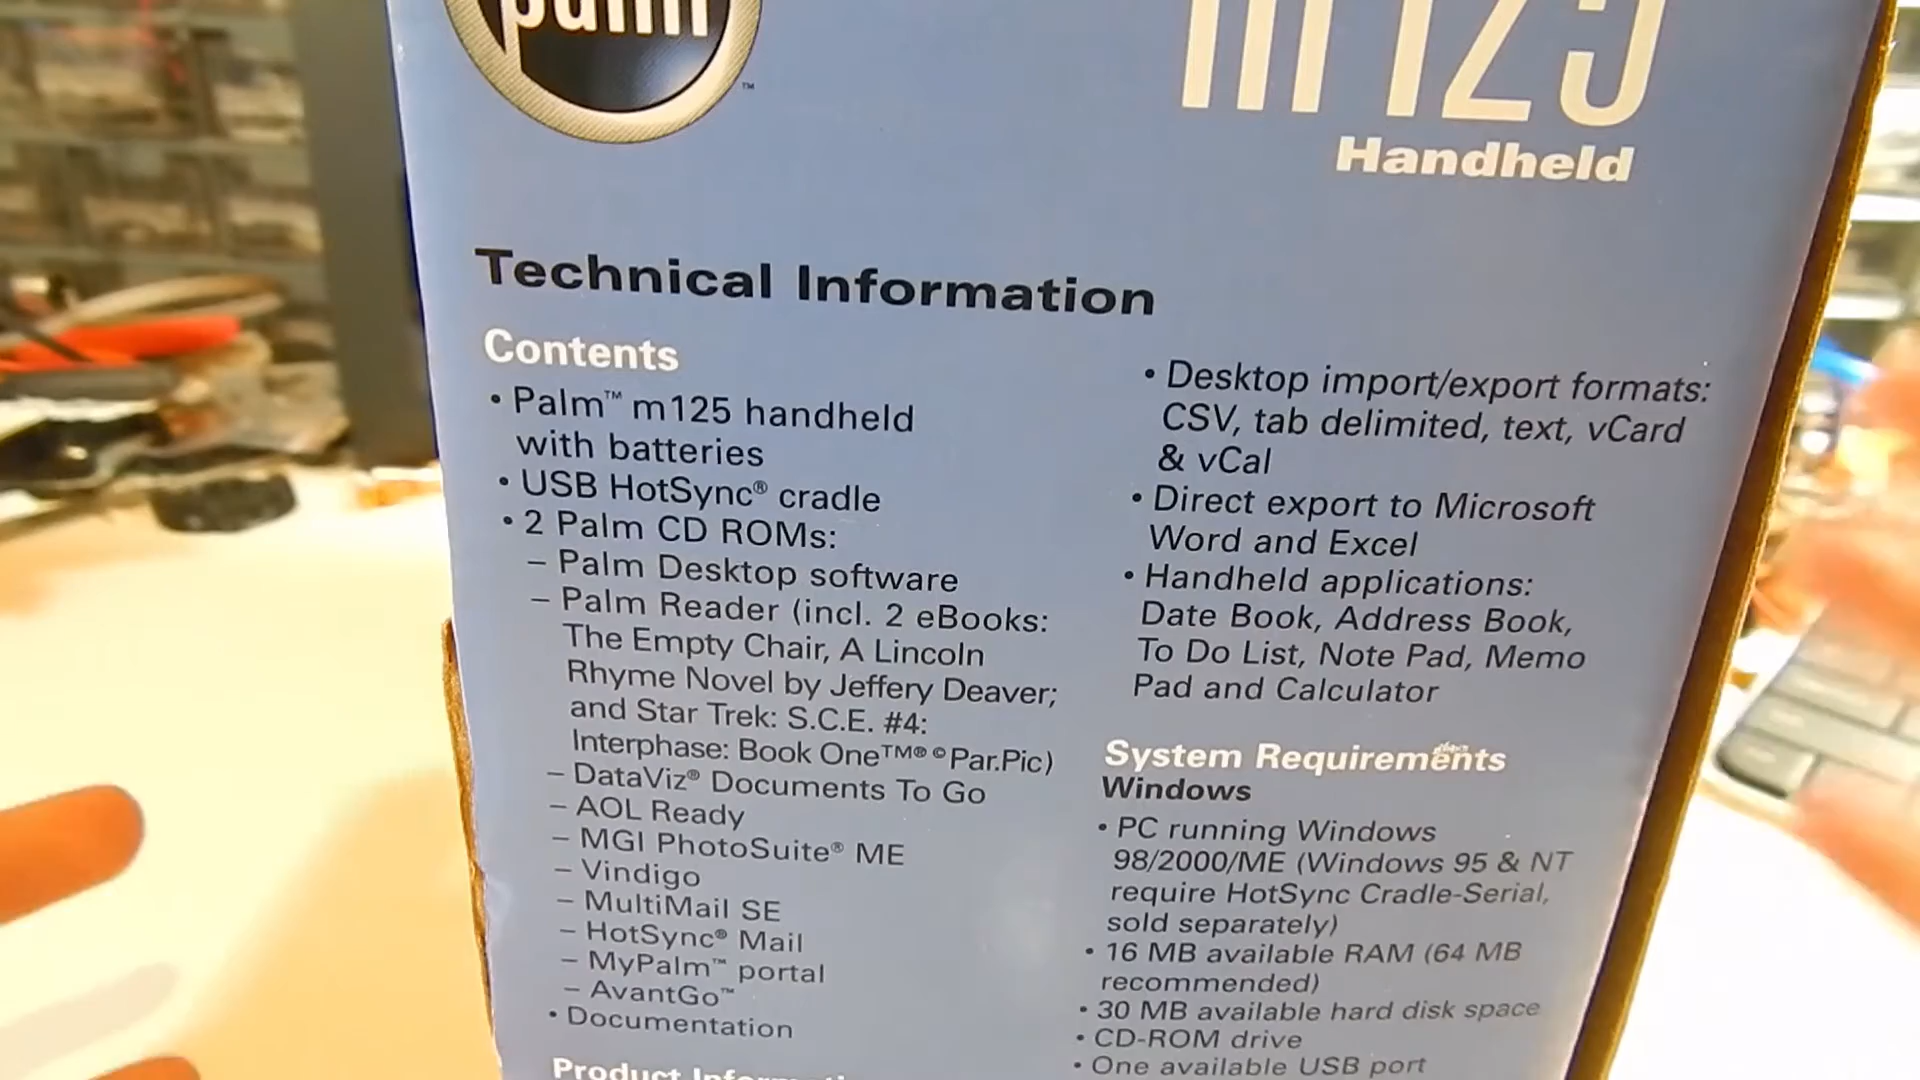 palm
™
m125
Handheld
Technical Information
Contents
• Palm™ m125 handheld
with batteries
• USB HotSync® cradle
• 2 Palm CD ROMs:
– Palm Desktop software
– Palm Reader (incl. 2 eBooks:
The Empty Chair, A Lincoln
Rhyme Novel by Jeffery Deaver;
and Star Trek: S.C.E. #4:
Interphase: Book One™®©Par.Pic)
– DataViz® Documents To Go
– AOL Ready
– MGI PhotoSuite® ME
– Vindigo
– MultiMail SE
– HotSync® Mail
– MyPalm™ portal
– AvantGo™
• Documentation
Product Information
• Desktop import/export formats:
CSV, tab delimited, text, vCard
& vCal
• Direct export to Microsoft
Word and Excel
• Handheld applications:
Date Book, Address Book,
To Do List, Note Pad, Memo
Pad and Calculator
System Requirements
Windows
• PC running Windows
98/2000/ME (Windows 95 & NT
require HotSync Cradle-Serial,
sold separately)
• 16 MB available RAM (64 MB
recommended)
• 30 MB available hard disk space
• CD-ROM drive
• One available USB port